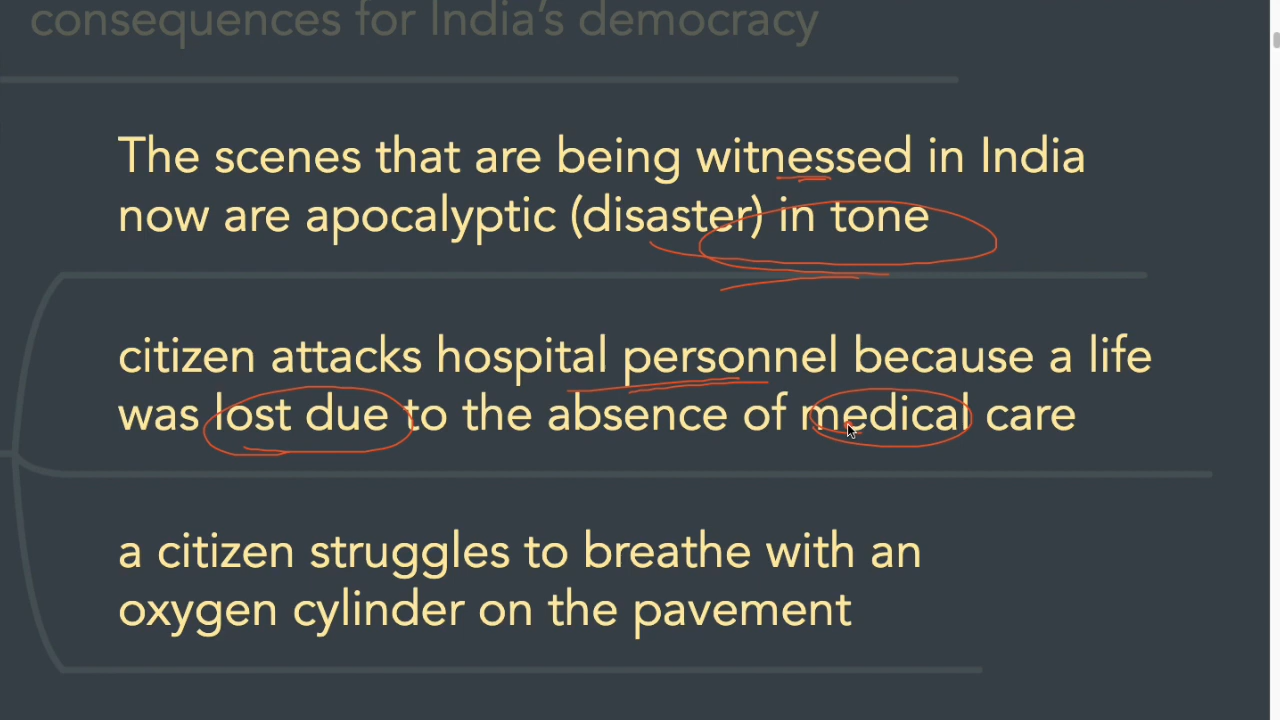 consequences for India's democracy
The scenes that are being witnessed in India
now are apocalyptic (disaster) in tone
citizen attacks hospital personnel because a life
was lost due to the absence of medical care
a citizen struggles to breathe with an
oxygen cylinder on the pavement